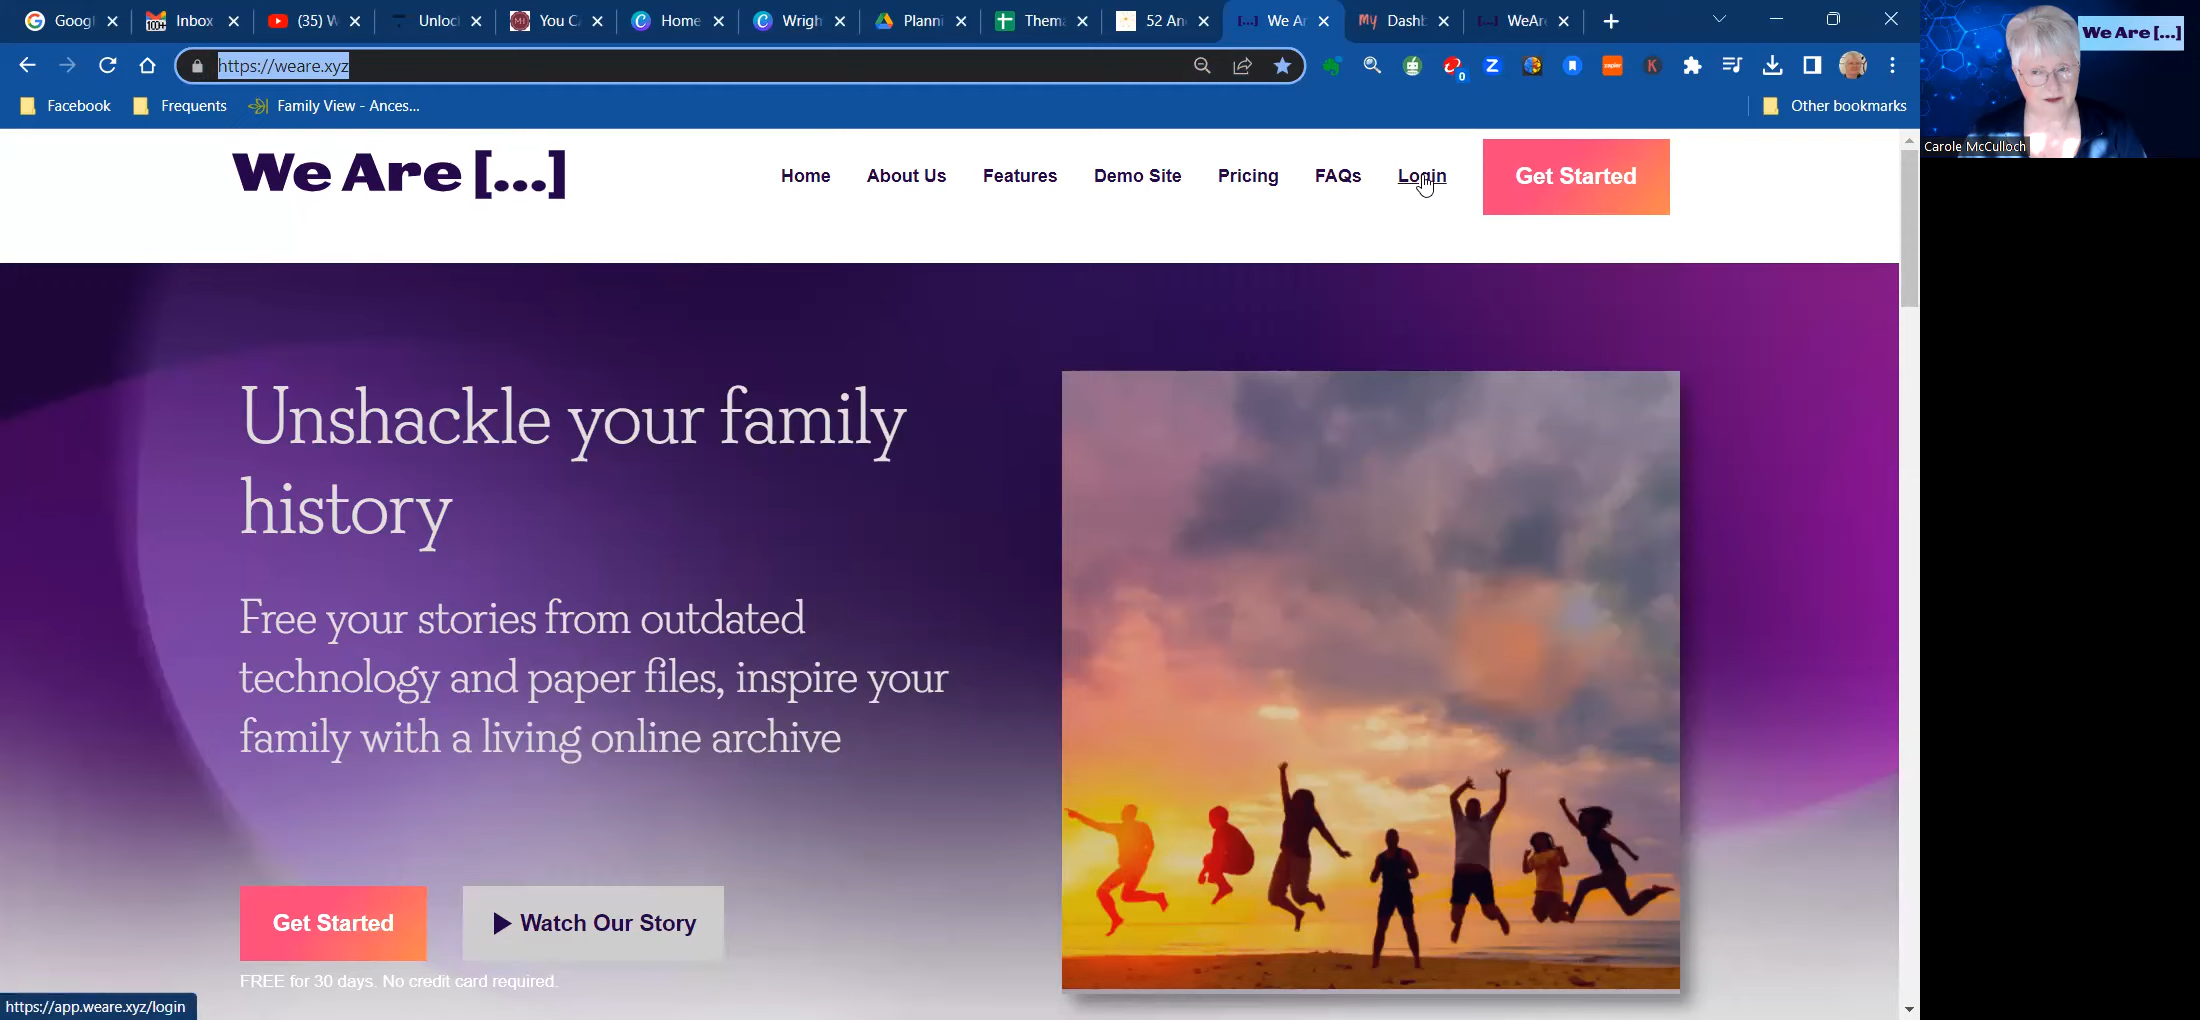 Googl
Inbox
(35) W
Unloc
You CA
Home
Wrigh
Planni
Thema
52 An
We Ar
Dashb
WeAre
https://weare.xyz
Facebook
Frequents
Family View - Ances...
Other bookmarks
We Are [...]
Carole McCulloch
We Are [...]
Home
About Us
Features
Demo Site
Pricing
FAQs
Login
Get Started
Unshackle your family
history
Free your stories from outdated
technology and paper files, inspire your
family with a living online archive
Get Started
Watch Our Story
FREE for 30 days. No credit card required.
https://app.weare.xyz/login